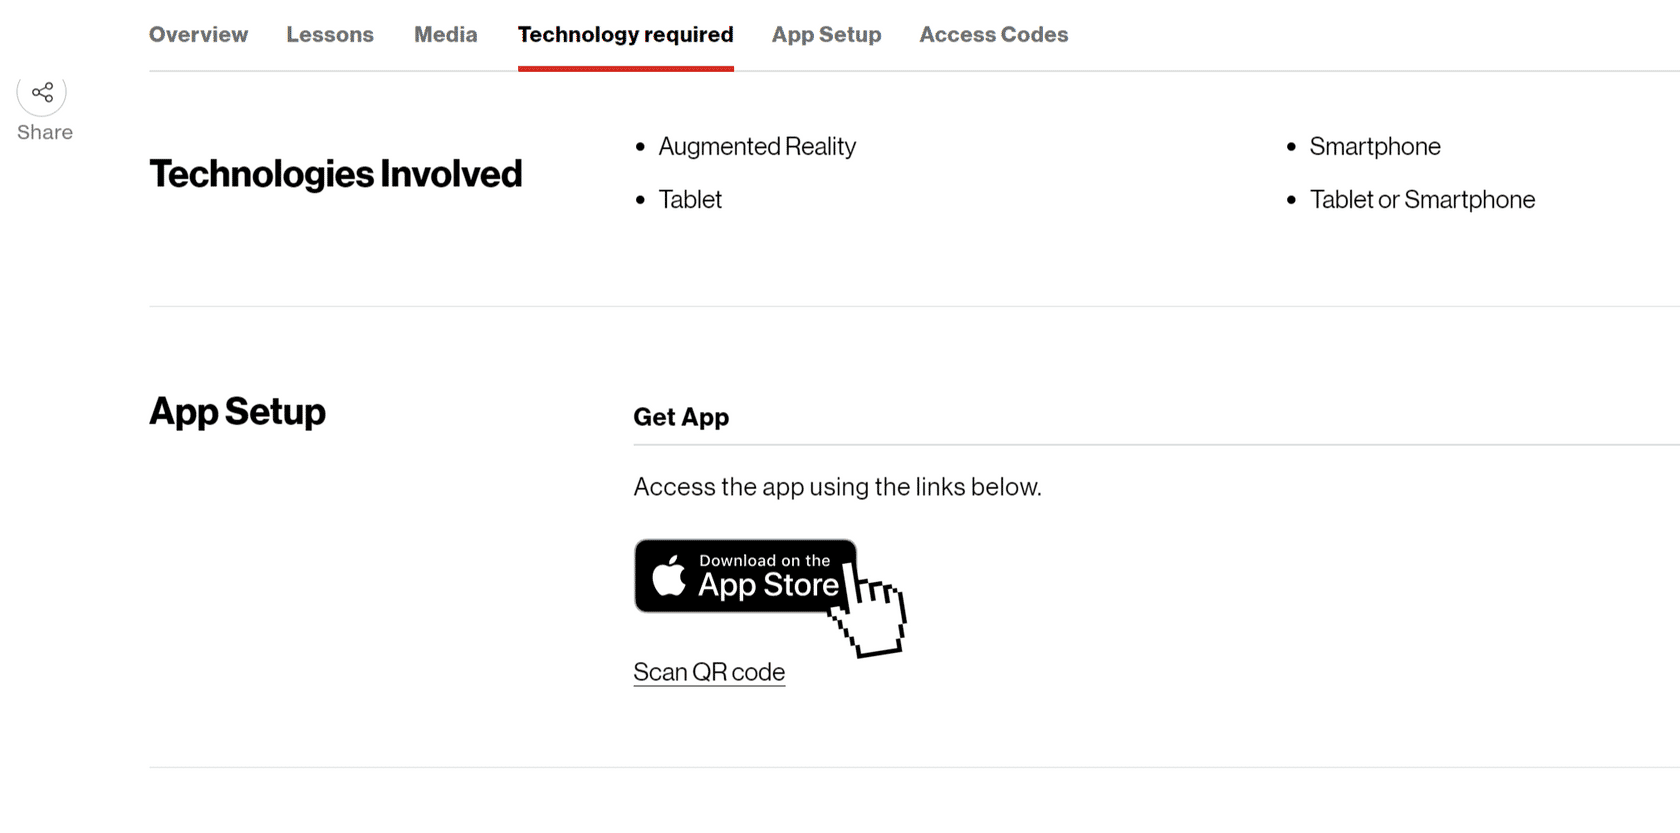 Overview Lessons Media Technology required App Setup Access Codes
Share
Technologies Involved
Augmented Reality
Tablet
Smartphone
Tablet or Smartphone
App Setup
Get App
Access the app using the links below.
Download on the
App Store
Scan QR code